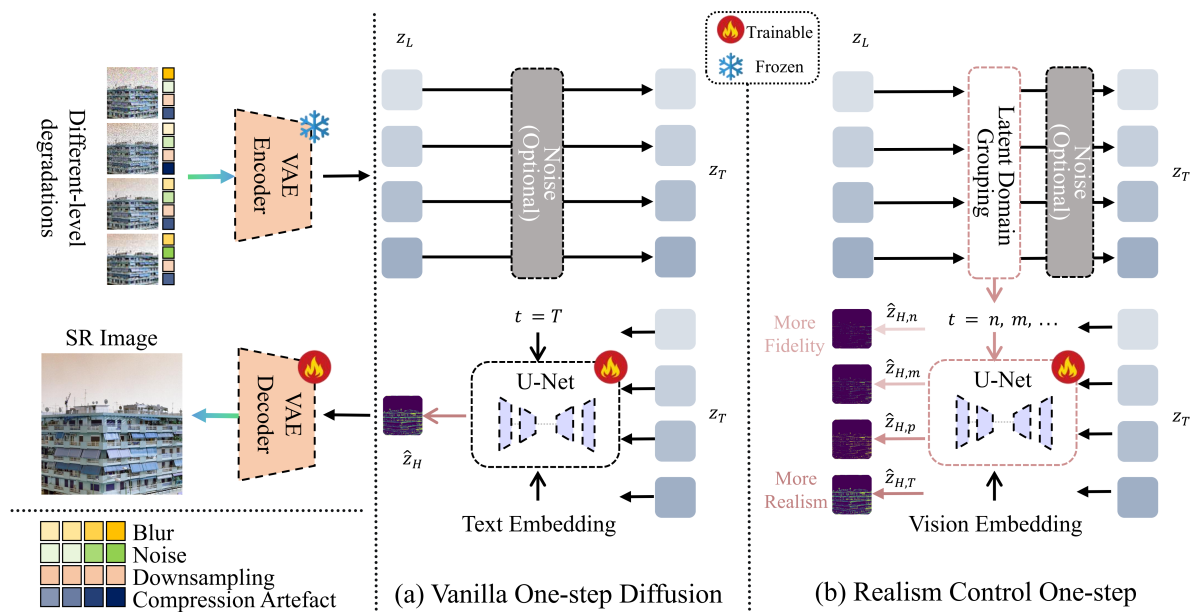 Different-level
degradations
VAE
Encoder
SR Image
VAE
Decoder
Blur
Noise
Downsampling
Compression Artefact
z_L
Noise
(Optional)
z_T
t = T
U-Net
ẑ_H
z_T
Text Embedding
(a) Vanilla One-step Diffusion
Trainable
Frozen
z_L
Latent Domain
Grouping
Noise
(Optional)
z_T
More
Fidelity
ẑ_{H,n}
t = n, m, ...
ẑ_{H,m}
U-Net
ẑ_{H,p}
z_T
More
Realism
ẑ_{H,T}
Vision Embedding
(b) Realism Control One-step